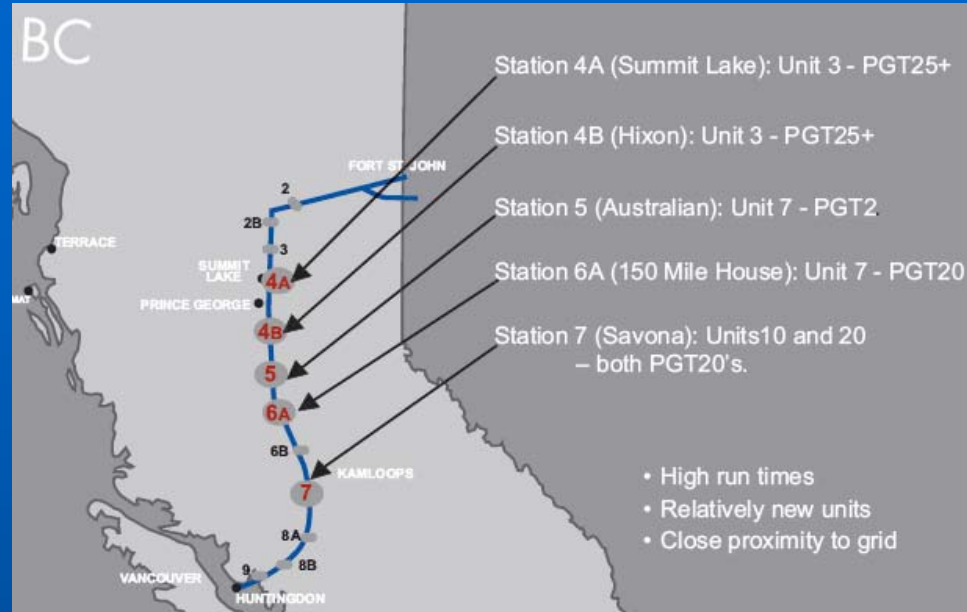 BC
Station 4A (Summit Lake): Unit 3 - PGT25+
Station 4B (Hixon): Unit 3 - PGT25+
FORT ST JOHN
2
Station 5 (Australian): Unit 7 - PGT2.
2B
TERRACE
3
SUMMIT
LAKE
4A
Station 6A (150 Mile House): Unit 7 - PGT20
MAT
PRINCE GEORGE
4B
Station 7 (Savona): Units10 and 20
– both PGT20's.
5
6A
6B
KAMLOOPS
7
• High run times
• Relatively new units
• Close proximity to grid
8A
8B
9
VANCOUVER
HUNTINGDON